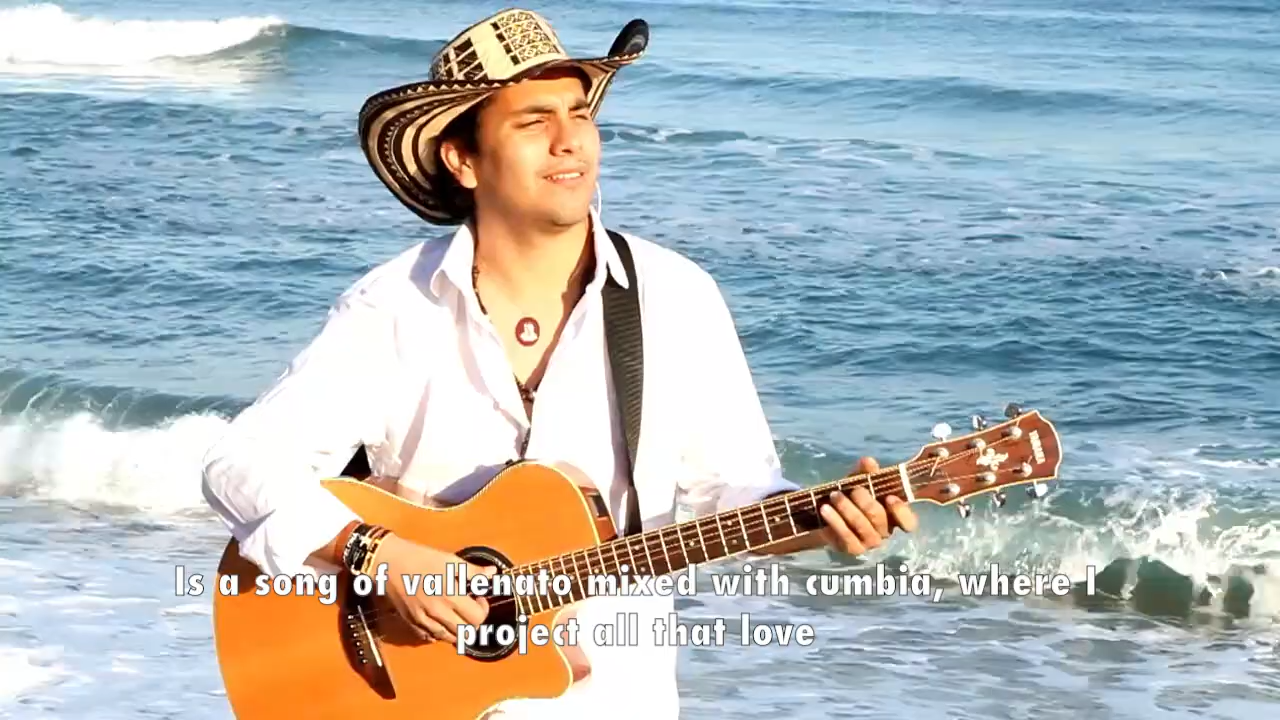 Is a song of vallenato mixed with cumbia, where I
project all that love